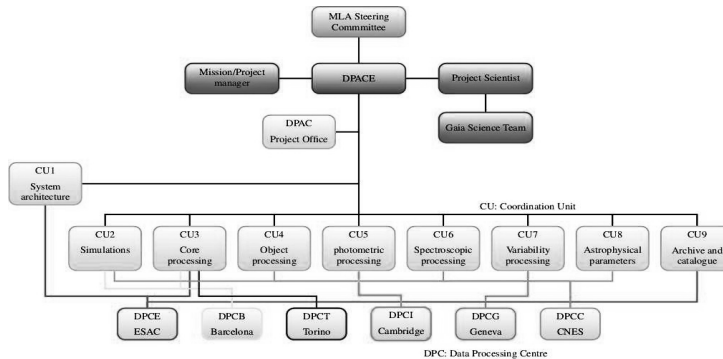 MLA Steering
Commmittee
Mission/Project
manager
DPACE
Project Scientist
DPAC
Project Office
Gaia Science Team
CU1
System
architecture
CU: Coordination Unit
CU2
Simulations
CU3
Core
processing
CU4
Object
processing
CU5
photometric
processing
CU6
Spectroscopic
processing
CU7
Variability
processing
CU8
Astrophysical
parameters
CU9
Archive and
catalogue
DPCE
ESAC
DPCB
Barcelona
DPCT
Torino
DPCI
Cambridge
DPCG
Geneva
DPCC
CNES
DPC: Data Processing Centre